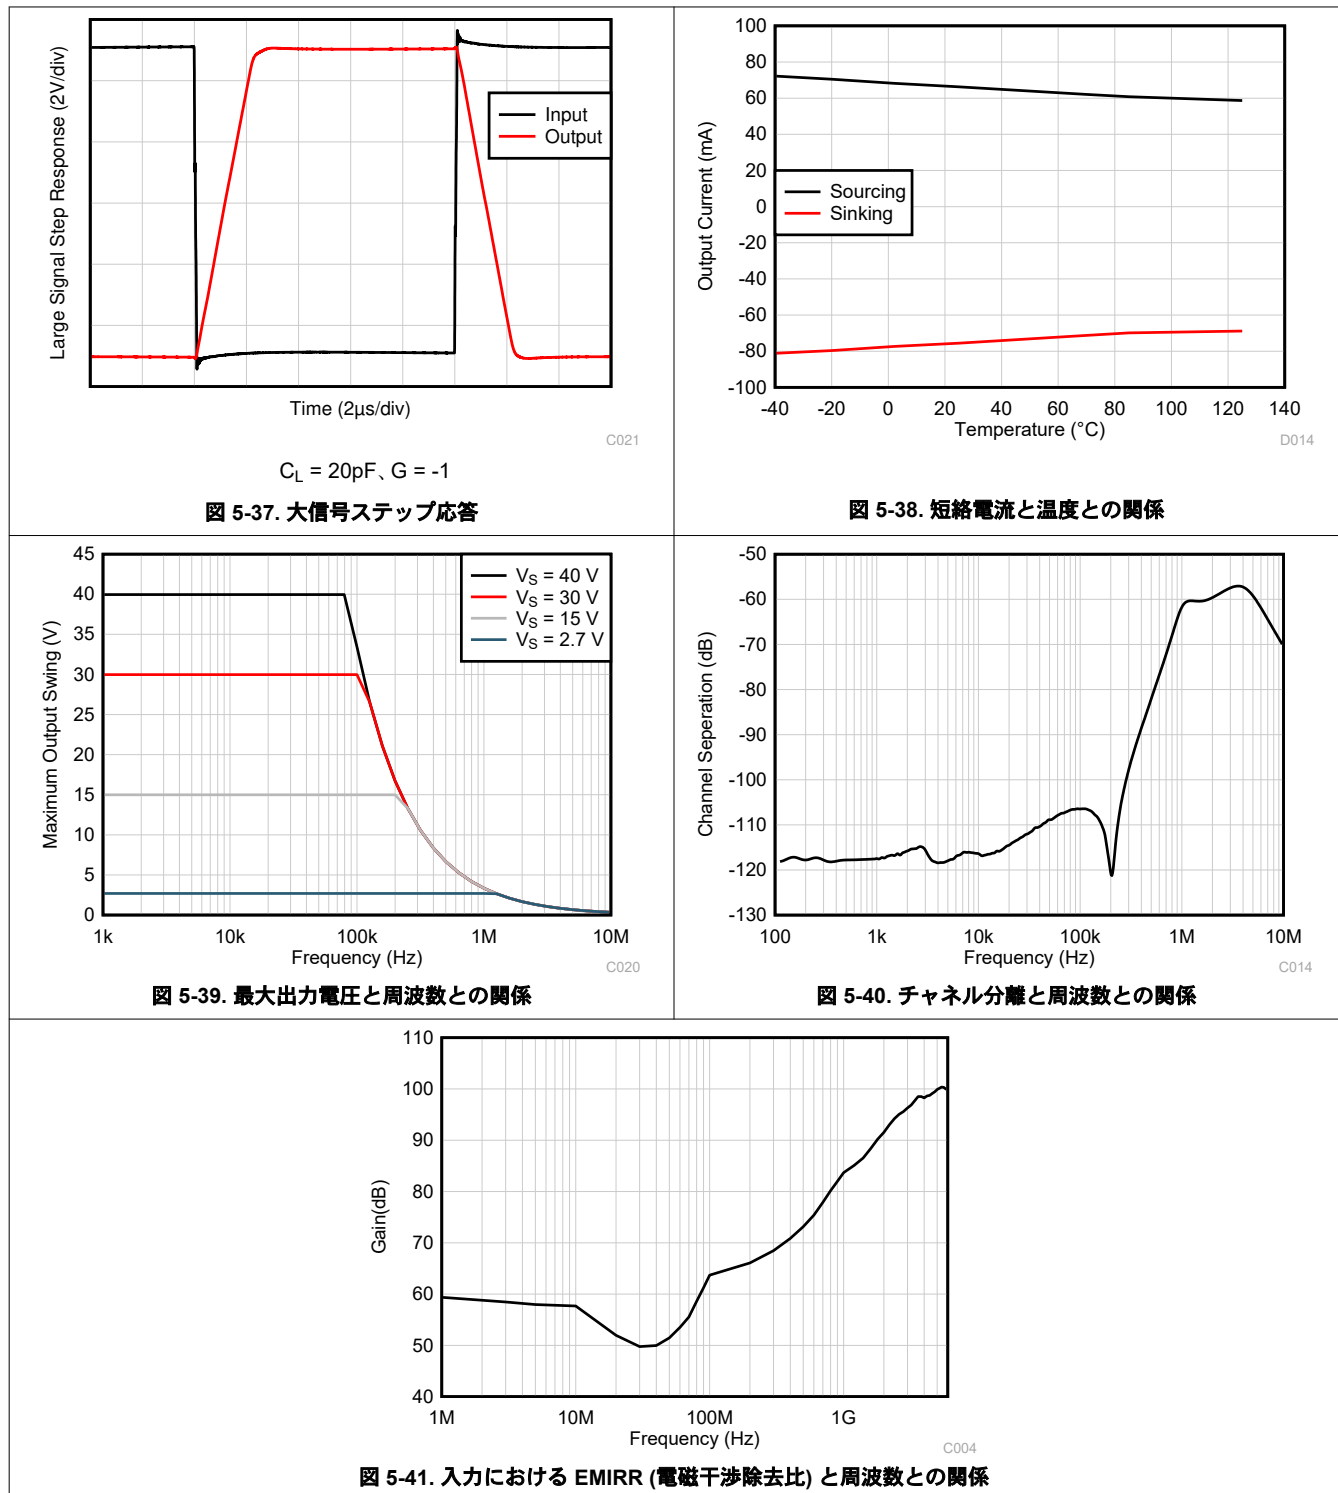 Large Signal Step Response (2V/div)
Input
Output
Time (2µs/div)
C021
CL = 20pF、G = -1
図 5-37. 大信号ステップ応答
Output Current (mA)
100
80
60
40
20
0
-20
-40
-60
-80
-100
Sourcing
Sinking
-40 -20 0 20 40 60 80 100 120 140
Temperature (°C)
D014
図 5-38. 短絡電流と温度との関係
Maximum Output Swing (V)
45
40
35
30
25
20
15
10
5
0
VS = 40 V
VS = 30 V
VS = 15 V
VS = 2.7 V
1k 10k 100k 1M 10M
Frequency (Hz)
C020
図 5-39. 最大出力電圧と周波数との関係
Channel Seperation (dB)
-50
-60
-70
-80
-90
-100
-110
-120
-130
100 1k 10k 100k 1M 10M
Frequency (Hz)
C014
図 5-40. チャネル分離と周波数との関係
Gain(dB)
110
100
90
80
70
60
50
40
1M 10M 100M 1G
Frequency (Hz)
C004
図 5-41. 入力における EMIRR (電磁干渉除去比) と周波数との関係